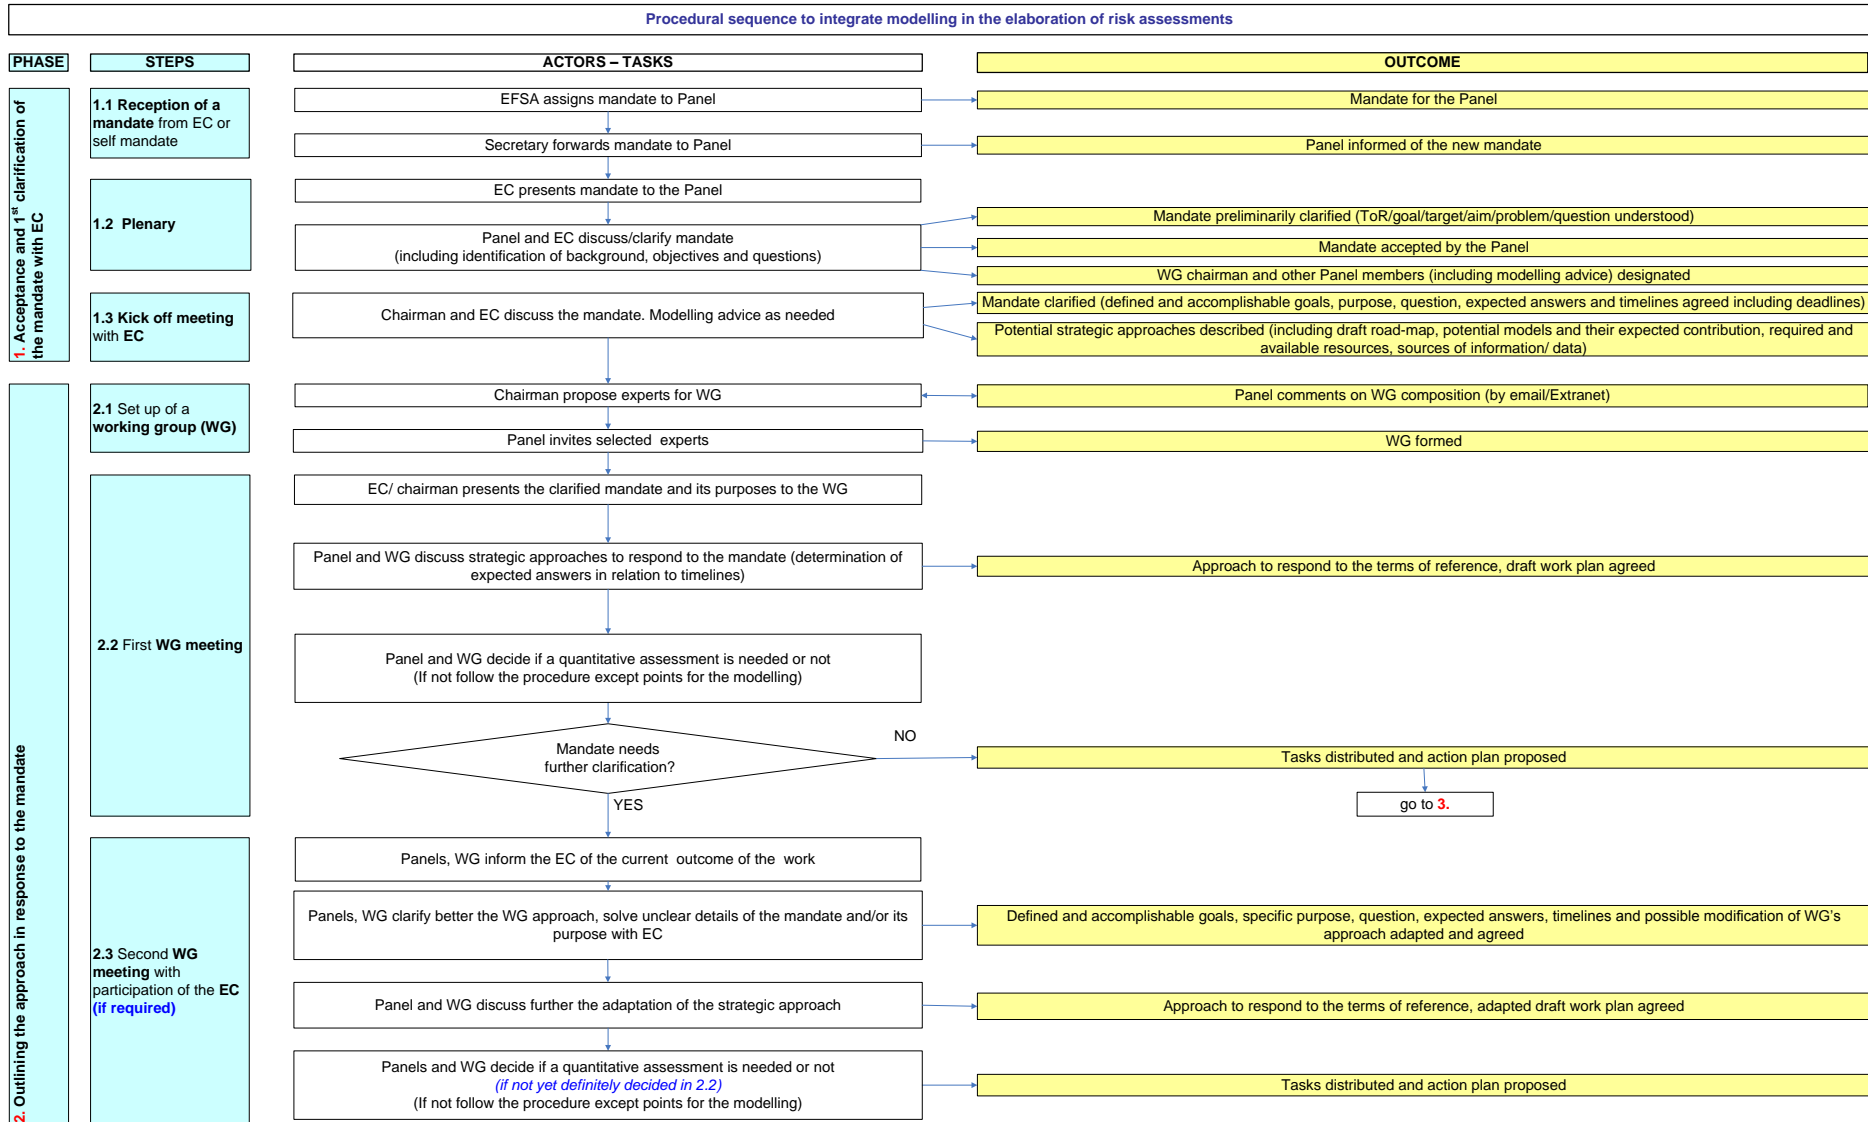 Procedural sequence to integrate modelling in the elaboration of risk assessments
PHASE
STEPS
ACTORS – TASKS
OUTCOME
1. Acceptance and 1st clarification of
the mandate with EC
1.1 Reception of a
mandate from EC or
self mandate
EFSA assigns mandate to Panel
Mandate for the Panel
Secretary forwards mandate to Panel
Panel informed of the new mandate
1.2 Plenary
EC presents mandate to the Panel
Panel and EC discuss/clarify mandate
(including identification of background, objectives and questions)
Mandate preliminarily clarified (ToR/goal/target/aim/problem/question understood)
Mandate accepted by the Panel
WG chairman and other Panel members (including modelling advice) designated
1.3 Kick off meeting
with EC
Chairman and EC discuss the mandate. Modelling advice as needed
Mandate clarified (defined and accomplishable goals, purpose, question, expected answers and timelines agreed including deadlines)
Potential strategic approaches described (including draft road-map, potential models and their expected contribution, required and
available resources, sources of information/ data)
2. Outlining the approach in response to the mandate
2.1 Set up of a
working group (WG)
Chairman propose experts for WG
Panel comments on WG composition (by email/Extranet)
Panel invites selected experts
WG formed
2.2 First WG meeting
EC/ chairman presents the clarified mandate and its purposes to the WG
Panel and WG discuss strategic approaches to respond to the mandate (determination of
expected answers in relation to timelines)
Approach to respond to the terms of reference, draft work plan agreed
Panel and WG decide if a quantitative assessment is needed or not
(If not follow the procedure except points for the modelling)
Mandate needs
further clarification?
NO
Tasks distributed and action plan proposed
go to 3.
YES
2.3 Second WG
meeting with
participation of the EC
(if required)
Panels, WG inform the EC of the current outcome of the work
Panels, WG clarify better the WG approach, solve unclear details of the mandate and/or its
purpose with EC
Defined and accomplishable goals, specific purpose, question, expected answers, timelines and possible modification of WG's
approach adapted and agreed
Panel and WG discuss further the adaptation of the strategic approach
Approach to respond to the terms of reference, adapted draft work plan agreed
Panels and WG decide if a quantitative assessment is needed or not
(if not yet definitely decided in 2.2)
(If not follow the procedure except points for the modelling)
Tasks distributed and action plan proposed